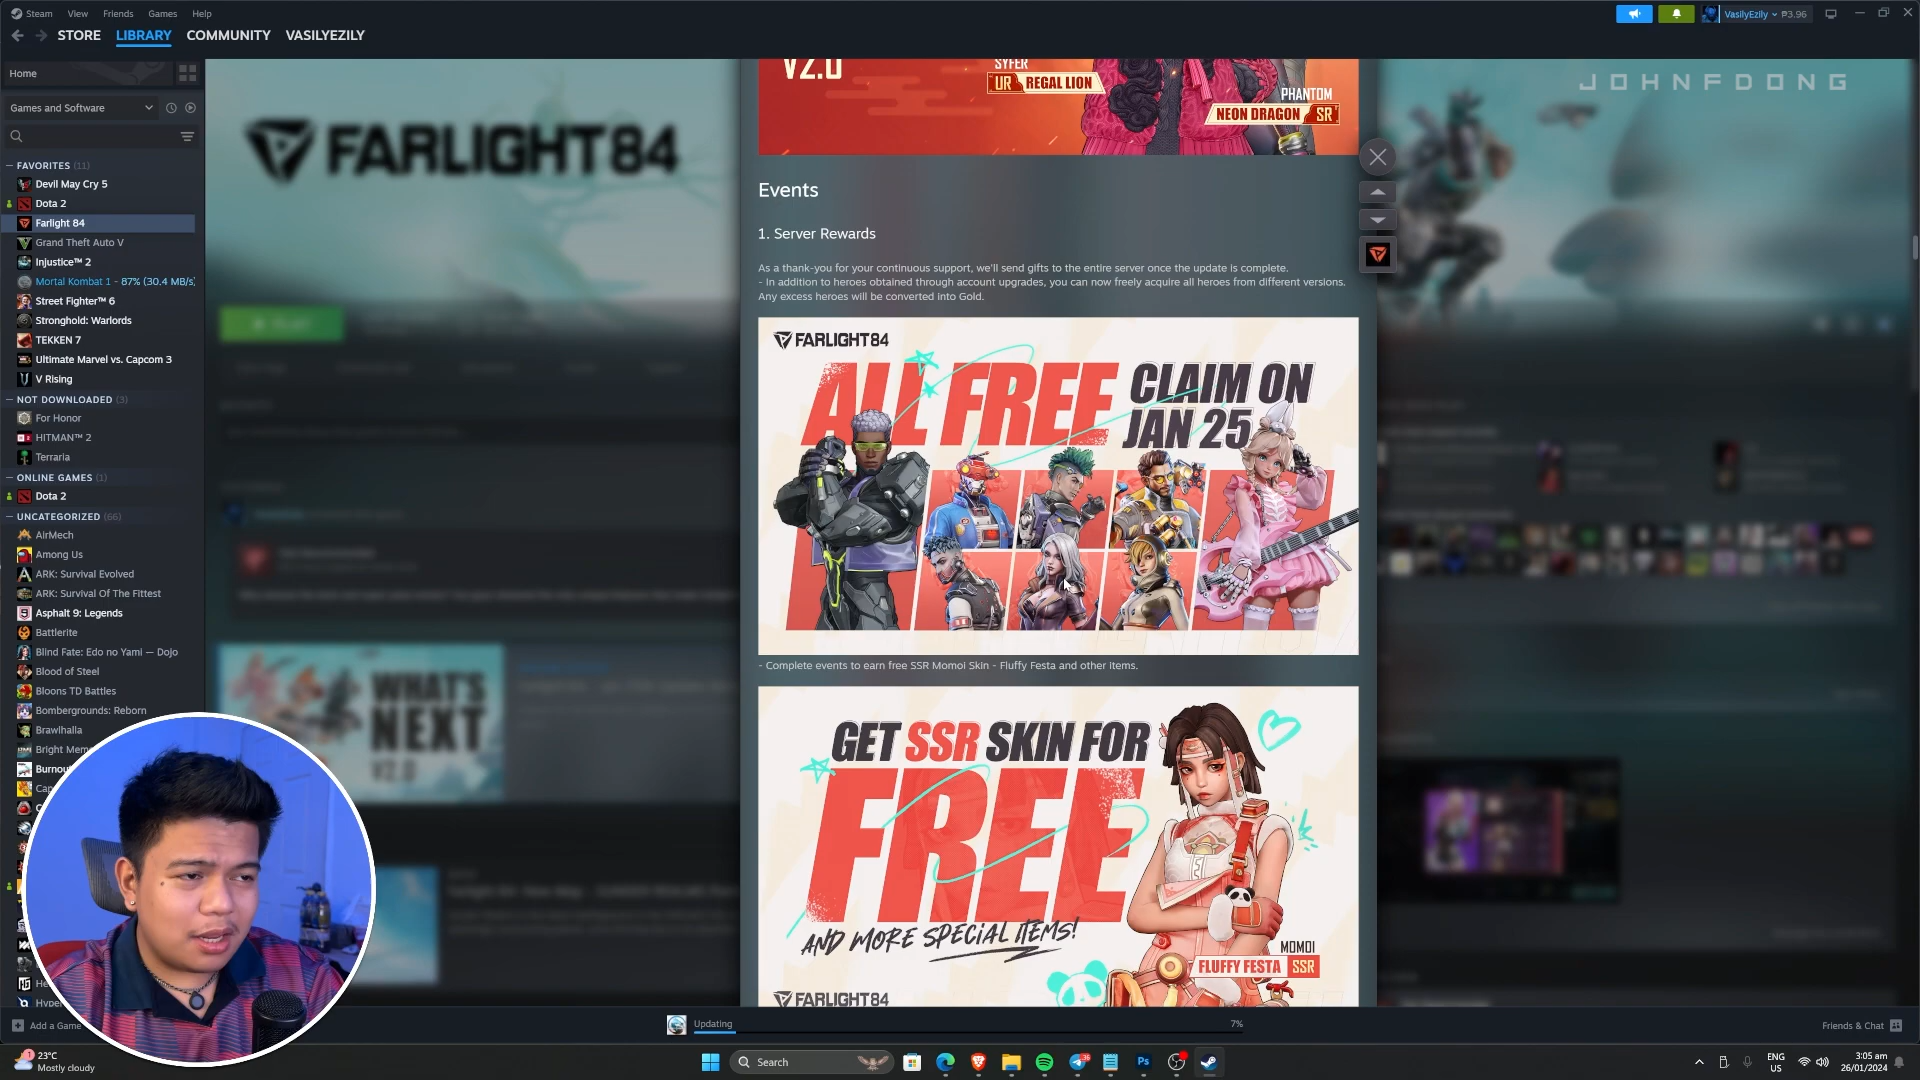 Steam View Friends Games Help
VasilyEzily ₱3.96
STORE LIBRARY COMMUNITY VASILYEZILY
Home
Games and Software
FAVORITES (11)
Devil May Cry 5
Dota 2
Farlight 84
Grand Theft Auto V
Injustice™ 2
Mortal Kombat 1 - 87% (30.4 MB/s)
Street Fighter™ 6
Stronghold: Warlords
TEKKEN 7
Ultimate Marvel vs. Capcom 3
V Rising
NOT DOWNLOADED (3)
For Honor
HITMAN™ 2
Terraria
ONLINE GAMES (1)
Dota 2
UNCATEGORIZED (66)
AirMech
Among Us
ARK: Survival Evolved
ARK: Survival Of The Fittest
Asphalt 9: Legends
Battlerite
Blind Fate: Edo no Yami — Dojo
Blood of Steel
Bloons TD Battles
Bombergrounds: Reborn
Brawlhalla
Bright Mem
Burnou
Cap
He
Hyper
Add a Game
FARLIGHT 84
JOHNFDONG
WHAT'S
NEXT
V2.0
V2.0
SYFER
UR REGAL LION
PHANTOM
NEON DRAGON SR
Events
1. Server Rewards
As a thank-you for your continuous support, we'll send gifts to the entire server once the update is complete.
- In addition to heroes obtained through account upgrades, you can now freely acquire all heroes from different versions.
Any excess heroes will be converted into Gold.
FARLIGHT84
ALL FREE CLAIM ON
JAN 25
- Complete events to earn free SSR Momoi Skin - Fluffy Festa and other items.
GET SSR SKIN FOR
FREE
AND MORE SPECIAL ITEMS!
MOMOI
FLUFFY FESTA SSR
FARLIGHT84
Updating 7%
Friends & Chat
23°C
Mostly cloudy
Search
ENG
US
3:05 am
26/01/2024